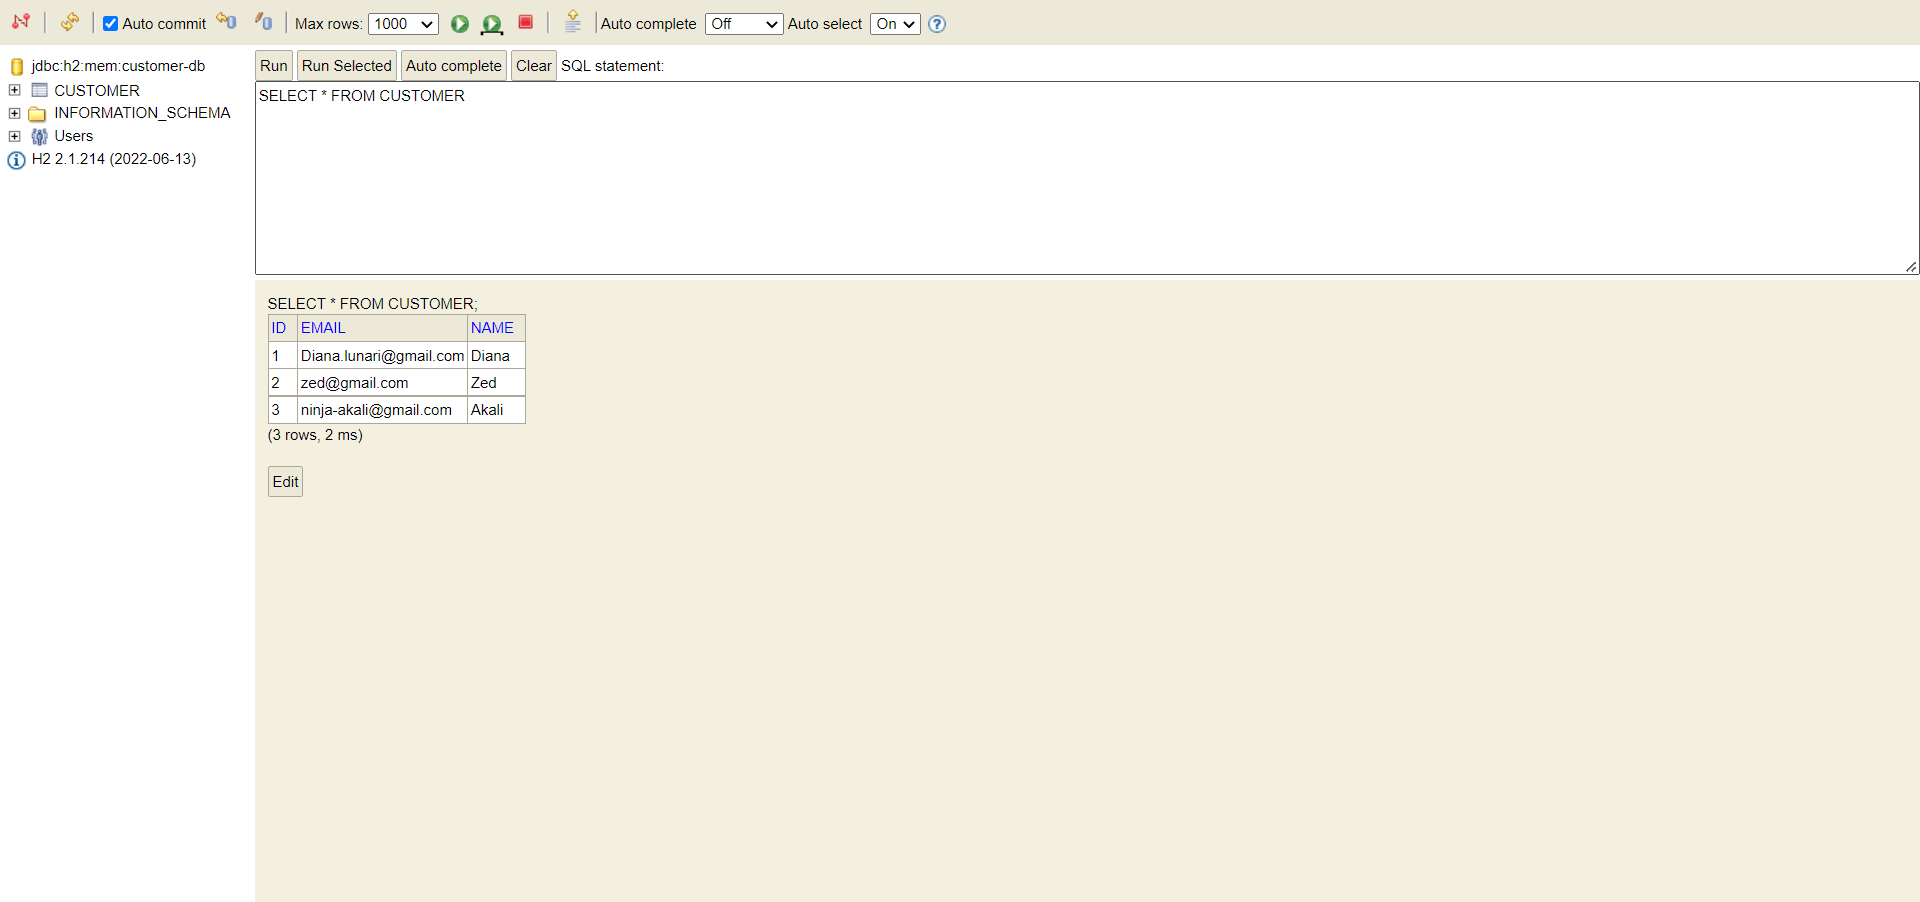 Auto commit Max rows: 1000 Auto complete Off Auto select On ?
jdbc:h2:mem:customer-db
CUSTOMER
INFORMATION_SCHEMA
Users
H2 2.1.214 (2022-06-13)
Run Run Selected Auto complete Clear SQL statement:
SELECT * FROM CUSTOMER
SELECT * FROM CUSTOMER;
ID EMAIL NAME
1 Diana.lunari@gmail.com Diana
2 zed@gmail.com Zed
3 ninja-akali@gmail.com Akali
(3 rows, 2 ms)
Edit